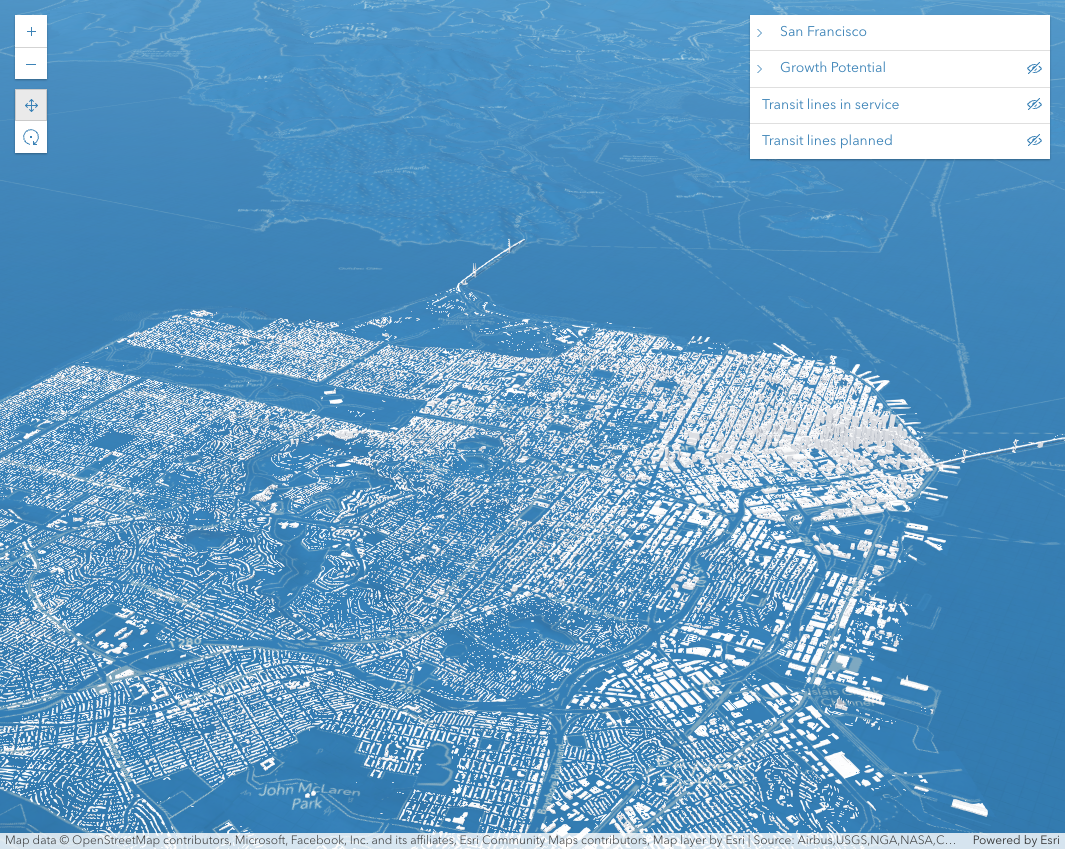 San Francisco
Growth Potential
Transit lines in service
Transit lines planned
John McLaren
Park
Map data © OpenStreetMap contributors, Microsoft, Facebook, Inc. and its affiliates, Esri Community Maps contributors, Map layer by Esri | Source: Airbus,USGS,NGA,NASA,C... Powered by Esri